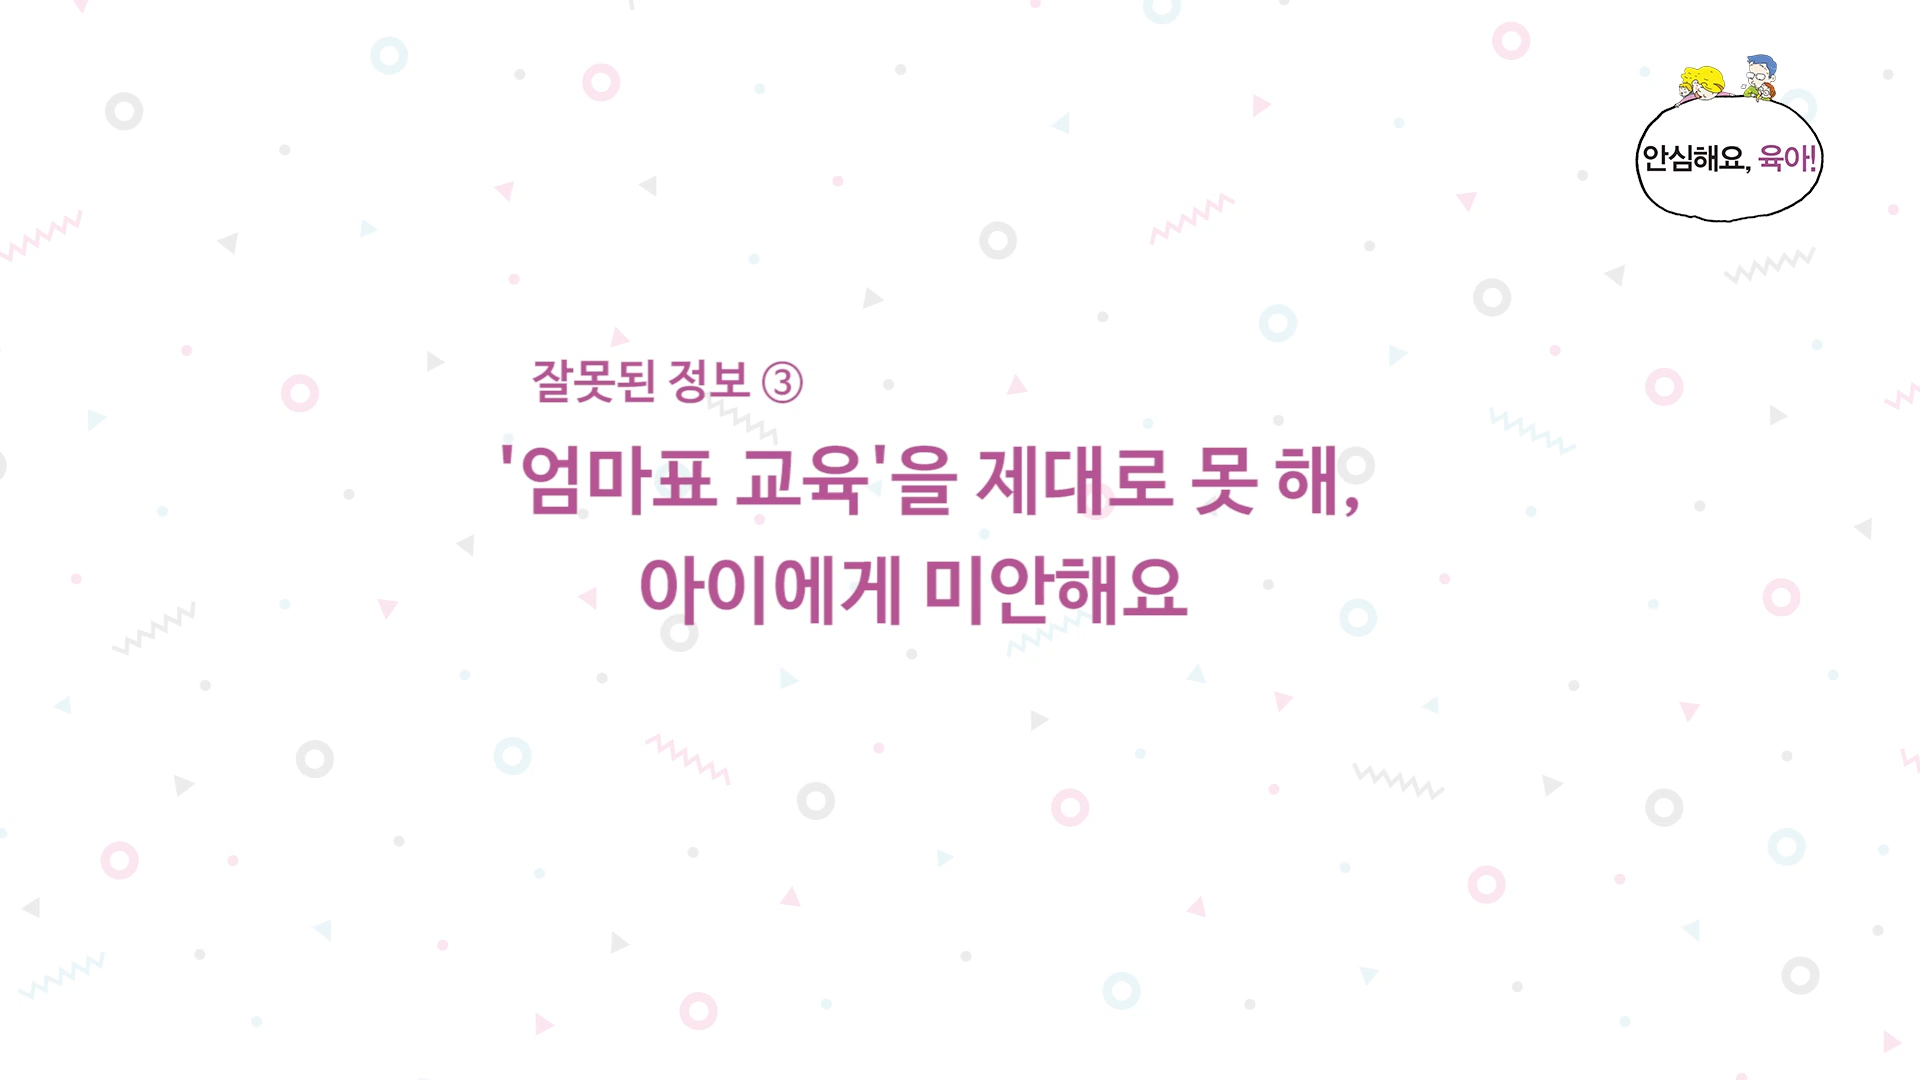 안심해요, 육아!
잘못된 정보 ③
'엄마표 교육'을 제대로 못 해,
아이에게 미안해요